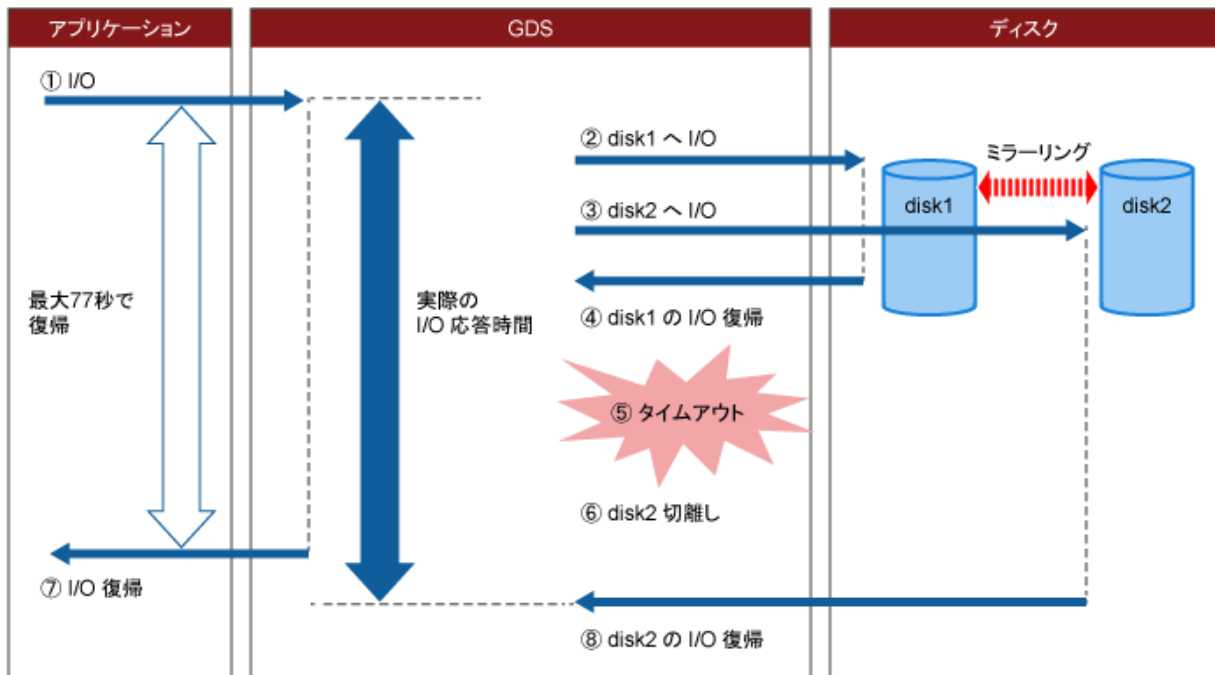 アプリケーション
GDS
ディスク
① I/O
② disk1 へ I/O
ミラーリング
disk1
disk2
③ disk2 へ I/O
最大77秒で
復帰
実際の
I/O 応答時間
④ disk1 の I/O 復帰
⑤ タイムアウト
⑥ disk2 切離し
⑦ I/O 復帰
⑧ disk2 の I/O 復帰